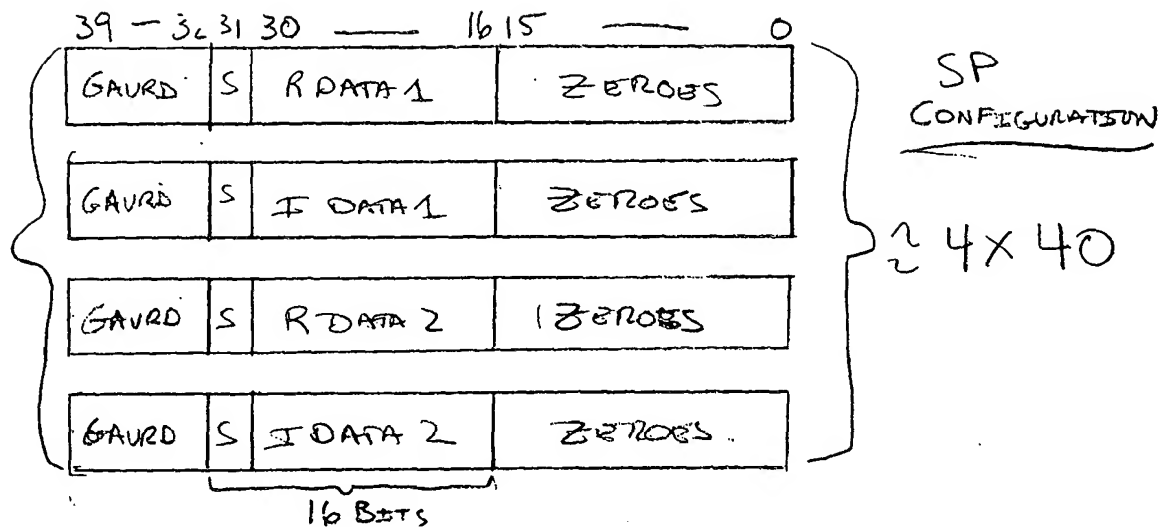 39 — 32 31 30 — 16 15 — 0
GAURD S R DATA 1 ZEROES
SP
CONFIGURATION
GAURD S I DATA 1 ZEROES
≈ 4 X 40
GAURD S R DATA 2 ZEROES
GAURD S I DATA 2 ZEROES
16 BITS